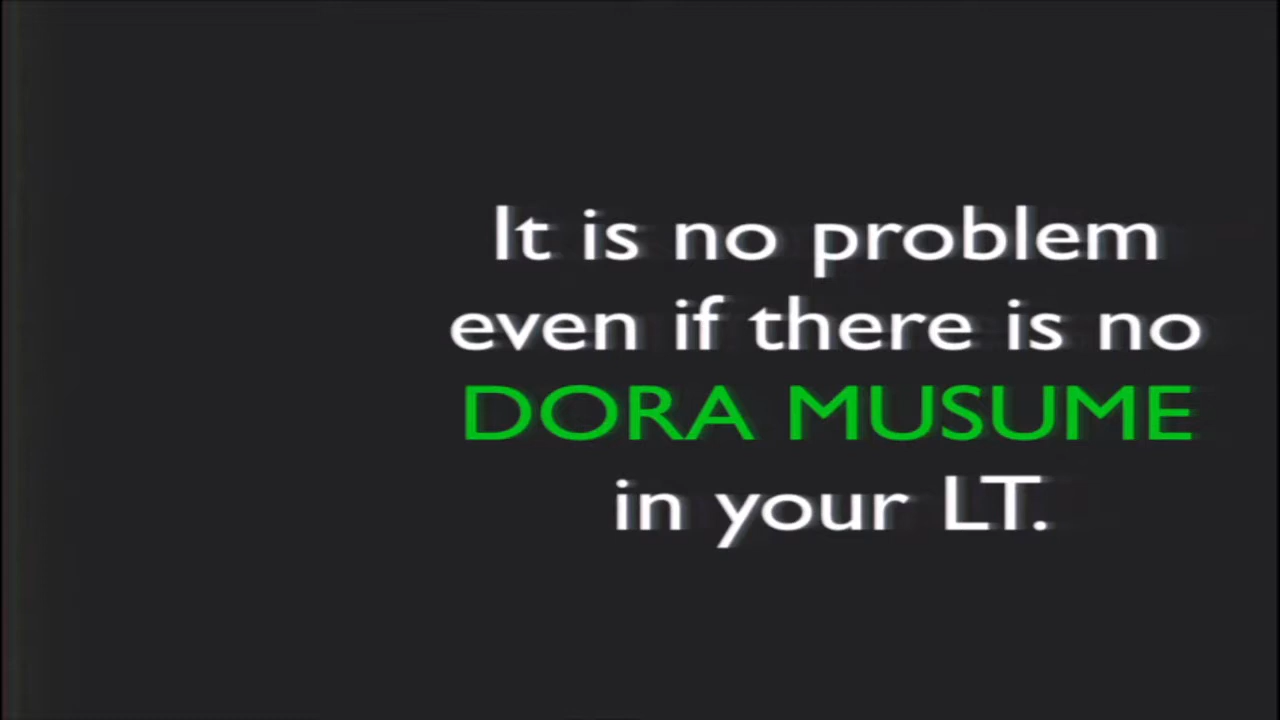 It is no problem
even if there is no
DORA MUSUME
in your LT.